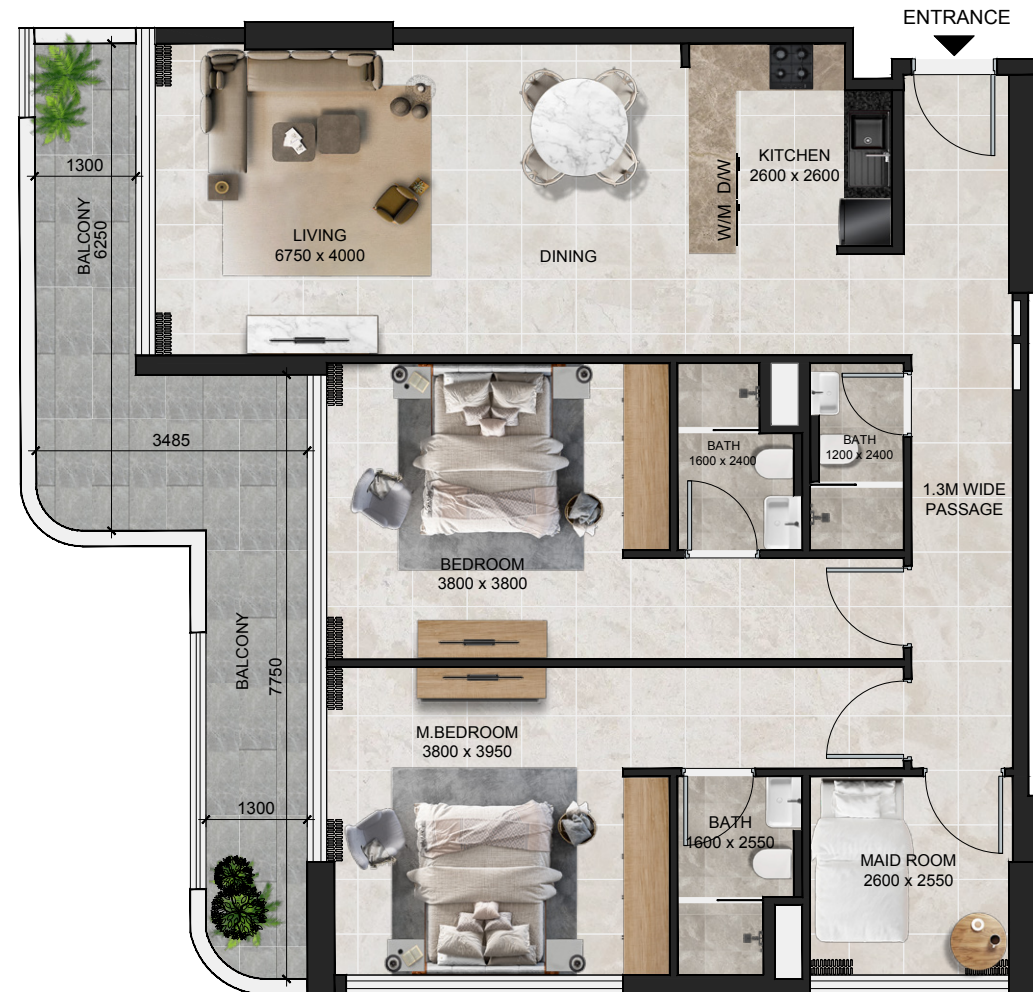 ENTRANCE
1300
BALCONY
6250
LIVING
6750 x 4000
DINING
W/M D/W
KITCHEN
2600 x 2600
3485
BATH
1600 x 2400
BATH
1200 x 2400
1.3M WIDE
PASSAGE
BEDROOM
3800 x 3800
BALCONY
7750
M.BEDROOM
3800 x 3950
1300
BATH
1600 x 2550
MAID ROOM
2600 x 2550